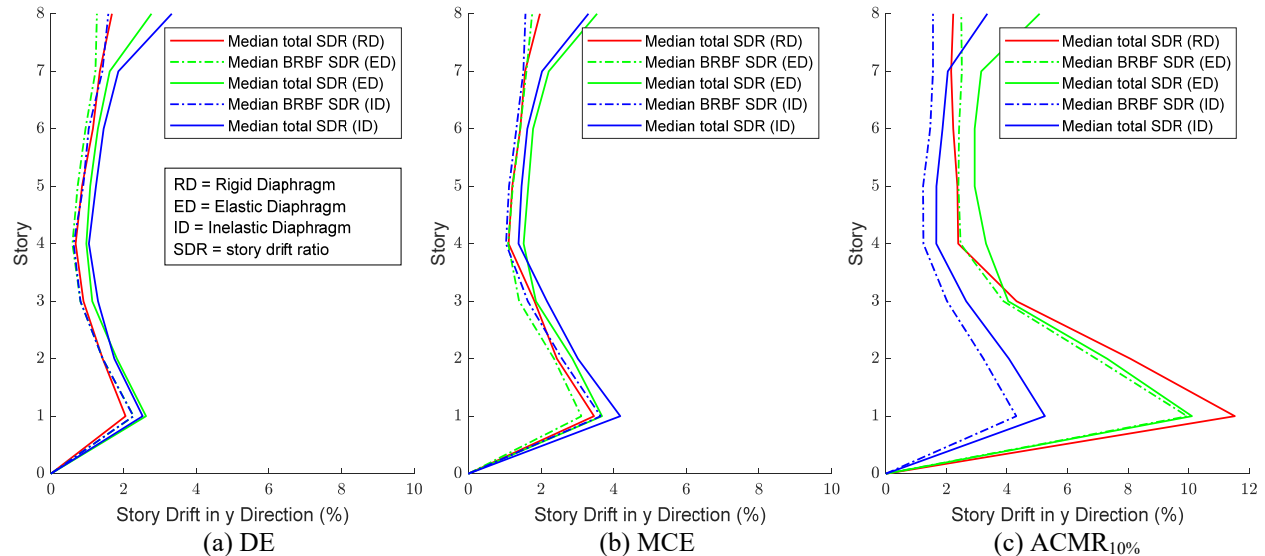 8
7
6
5
4
3
2
1
0
Story
Median total SDR (RD)
Median BRBF SDR (ED)
Median total SDR (ED)
Median BRBF SDR (ID)
Median total SDR (ID)
RD = Rigid Diaphragm
ED = Elastic Diaphragm
ID = Inelastic Diaphragm
SDR = story drift ratio
0 2 4 6 8 10
Story Drift in y Direction (%)
(a) DE
8
7
6
5
4
3
2
1
0
Story
Median total SDR (RD)
Median BRBF SDR (ED)
Median total SDR (ED)
Median BRBF SDR (ID)
Median total SDR (ID)
0 2 4 6 8 10
Story Drift in y Direction (%)
(b) MCE
8
7
6
5
4
3
2
1
0
Story
Median total SDR (RD)
Median BRBF SDR (ED)
Median total SDR (ED)
Median BRBF SDR (ID)
Median total SDR (ID)
0 2 4 6 8 10 12
Story Drift in y Direction (%)
(c) ACMR10%